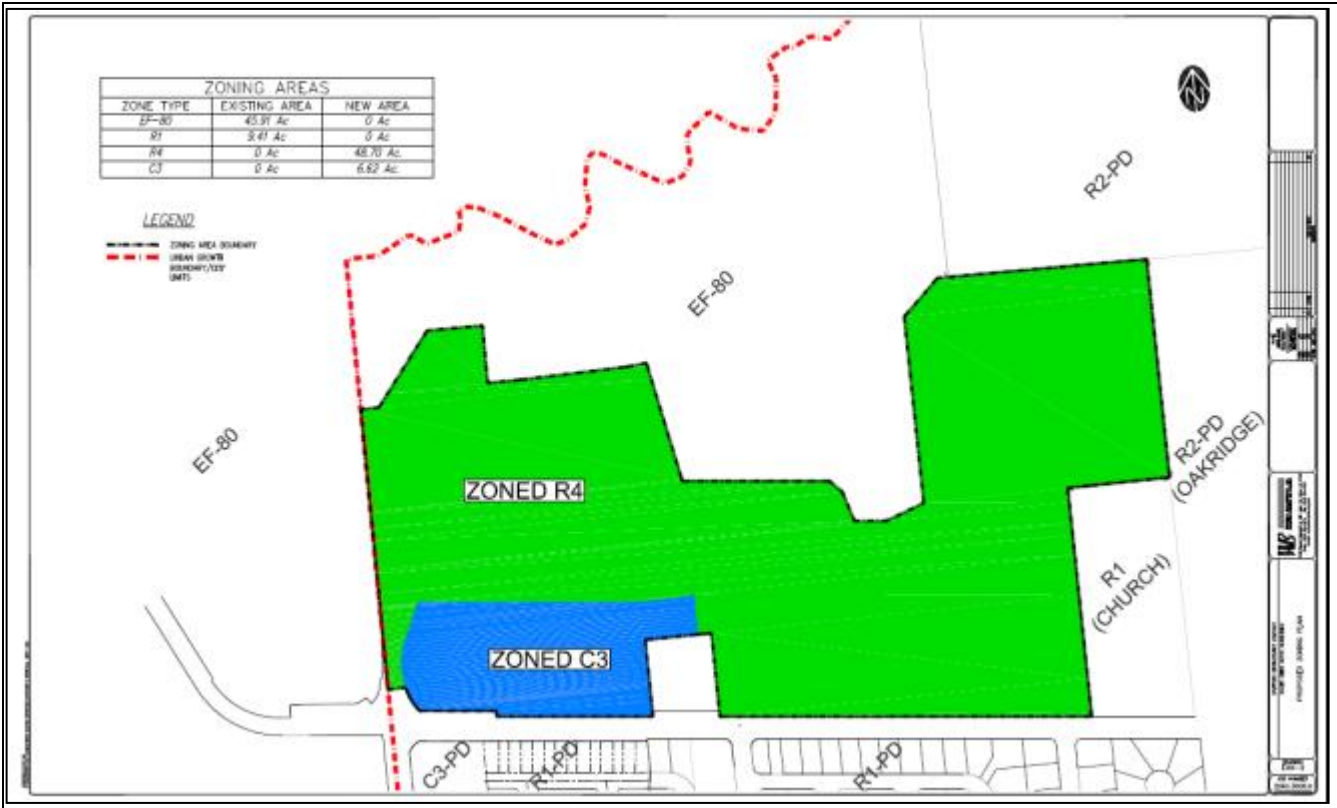 ZONING AREAS
ZONE TYPE EXISTING AREA NEW AREA
EF-80 45.91 Ac 0 Ac
R1 9.41 Ac 0 Ac
R4 0 Ac 48.70 Ac.
C3 0 Ac 6.62 Ac.
LEGEND
ZONING AREA BOUNDARY
URBAN GROWTH
BOUNDARY/CITY
LIMITS
R2-PD
EF-80
EF-80
R2-PD
(OAKRIDGE)
ZONED R4
R1
(CHURCH)
ZONED C3
C3-PD
R1-PD
R1-PD
PROPOSED ZONING PLAN